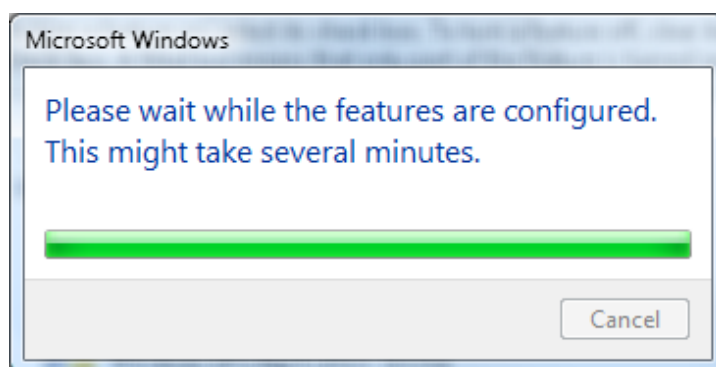 Microsoft Windows
Please wait while the features are configured.
This might take several minutes.
Cancel